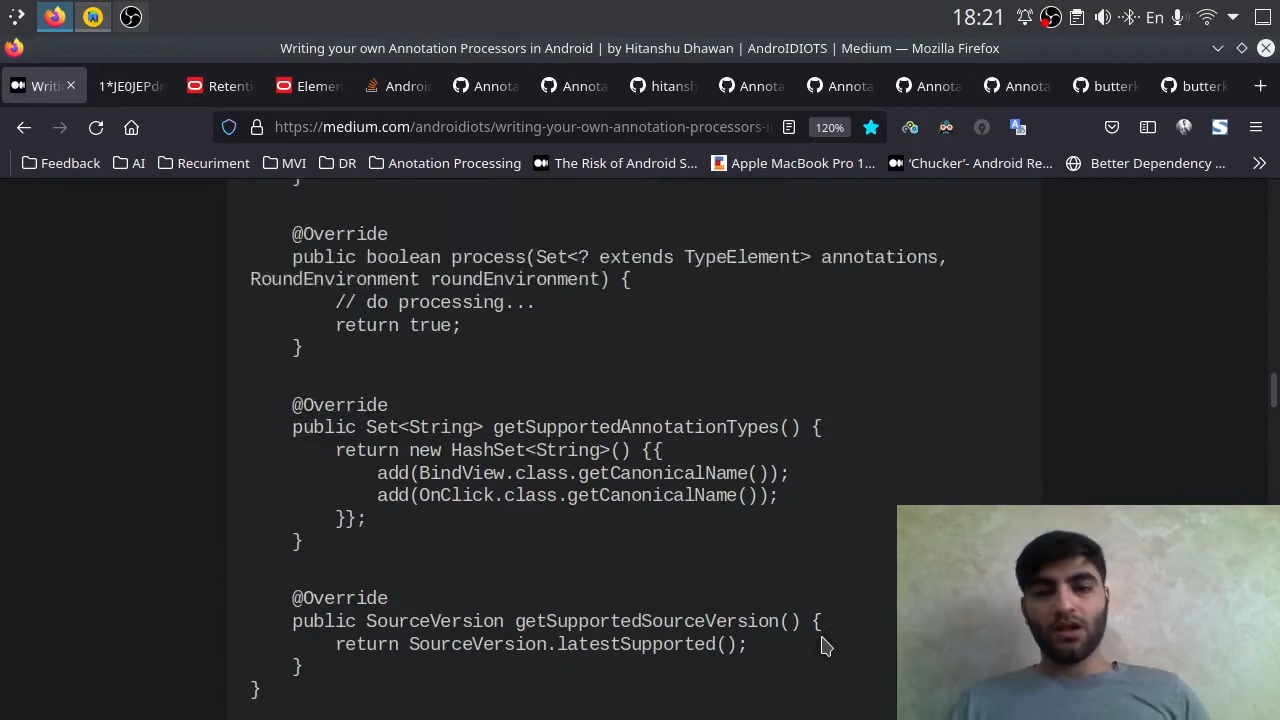 18:21
En
Writing your own Annotation Processors in Android | by Hitanshu Dhawan | AndroIDIOTS | Medium — Mozilla Firefox
Writi
1*JE0JEPdr
Retenti
Elemen
Androi
Annota
Annota
hitansh
Annota
Annota
Annota
Annota
butterk
butterk
https://medium.com/androidiots/writing-your-own-annotation-processors-i
120%
Feedback
AI
Recuriment
MVI
DR
Anotation Processing
The Risk of Android S...
Apple MacBook Pro 1...
‘Chucker’- Android Re...
Better Dependency ...
}
@Override
public boolean process(Set<? extends TypeElement> annotations,
RoundEnvironment roundEnvironment) {
// do processing...
return true;
}
@Override
public Set<String> getSupportedAnnotationTypes() {
return new HashSet<String>() {{
add(BindView.class.getCanonicalName());
add(OnClick.class.getCanonicalName());
}};
}
@Override
public SourceVersion getSupportedSourceVersion() {
return SourceVersion.latestSupported();
}
}